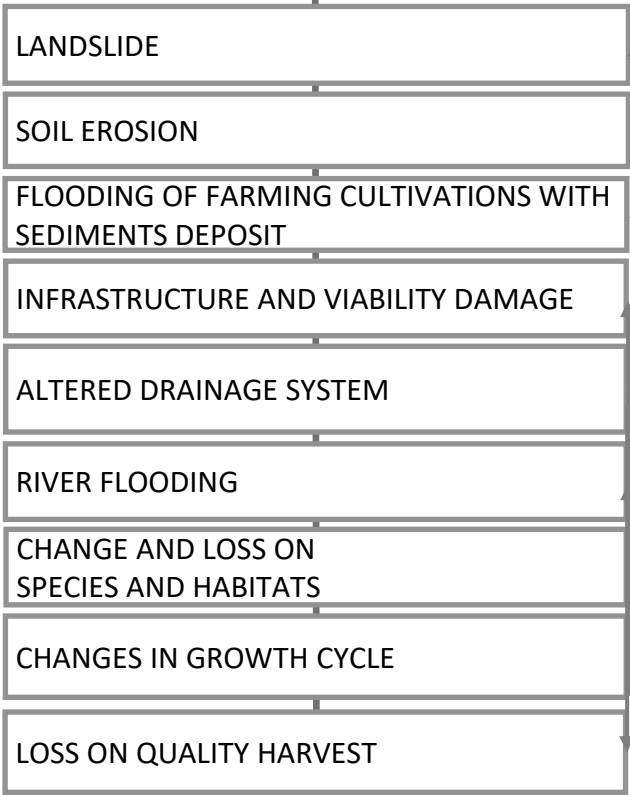 LANDSLIDE
SOIL EROSION
FLOODING OF FARMING CULTIVATIONS WITH
SEDIMENTS DEPOSIT
INFRASTRUCTURE AND VIABILITY DAMAGE
ALTERED DRAINAGE SYSTEM
RIVER FLOODING
CHANGE AND LOSS ON
SPECIES AND HABITATS
CHANGES IN GROWTH CYCLE
LOSS ON QUALITY HARVEST